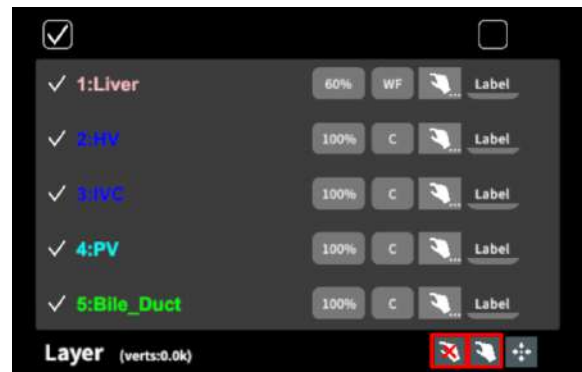 1:Liver 60% WF Label
2:HV 100% C Label
3:IVC 100% C Label
4:PV 100% C Label
5:Bile_Duct 100% C Label
Layer (verts:0.0k)